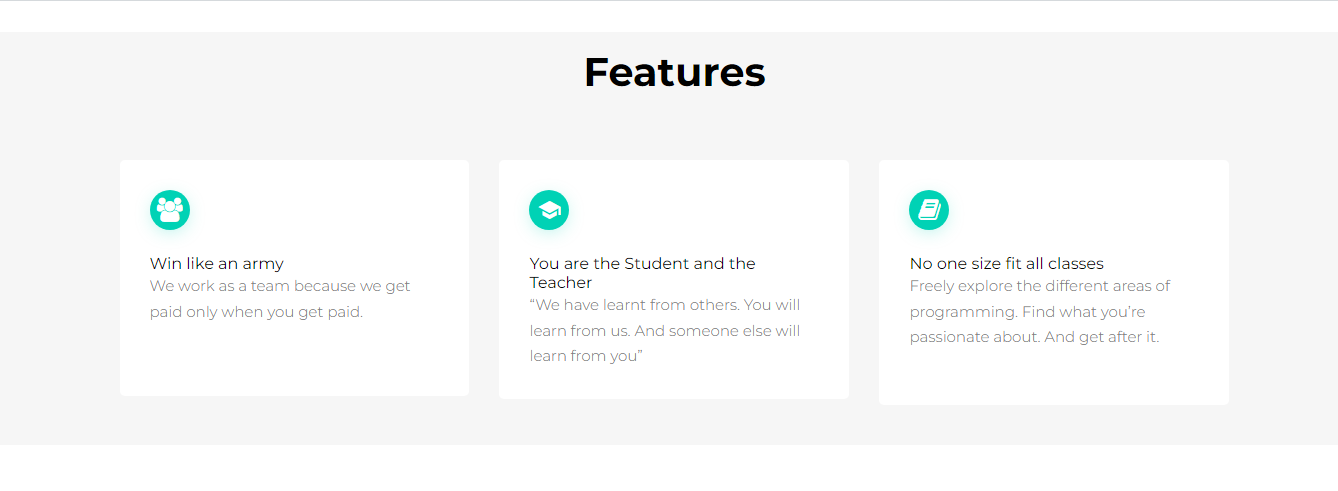 Features
Win like an army
We work as a team because we get
paid only when you get paid.
You are the Student and the
Teacher
“We have learnt from others. You will
learn from us. And someone else will
learn from you”
No one size fit all classes
Freely explore the different areas of
programming. Find what you’re
passionate about. And get after it.